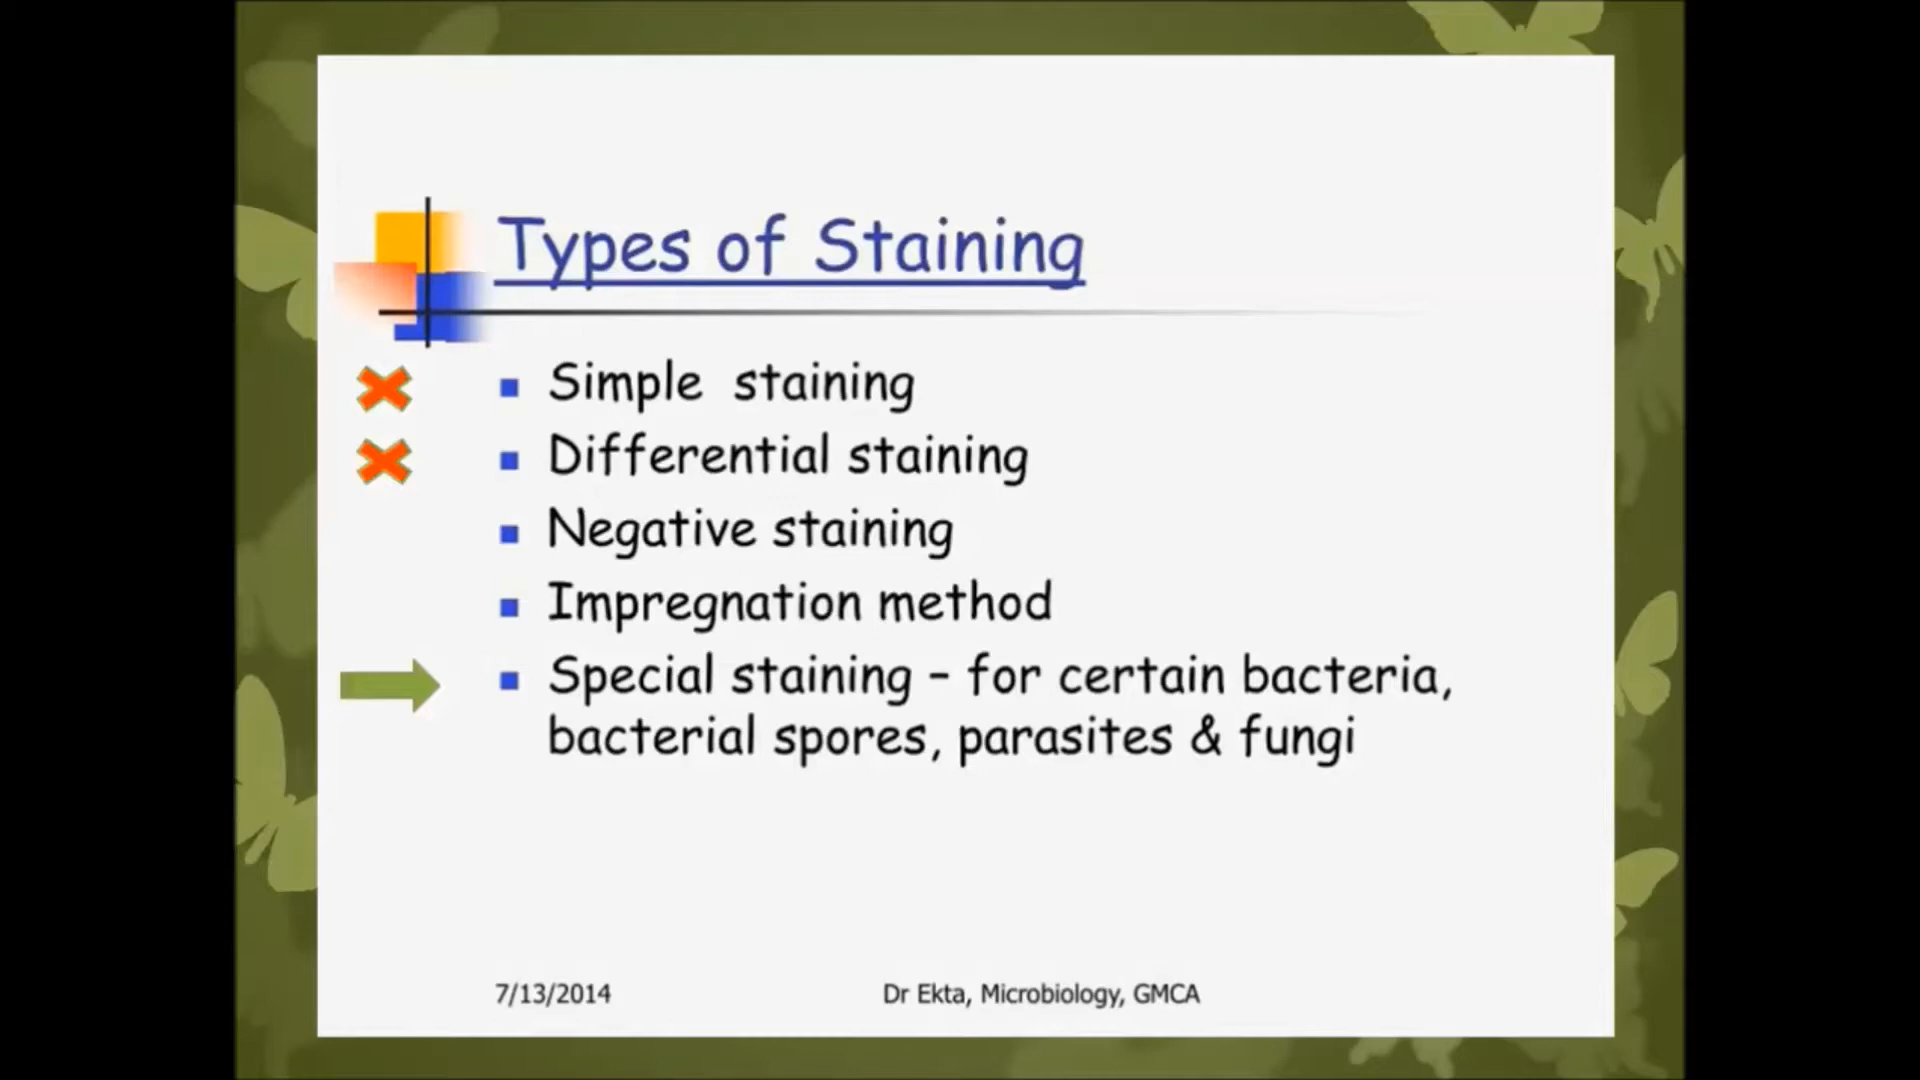 Types of Staining
Simple staining
Differential staining
Negative staining
Impregnation method
Special staining – for certain bacteria,
bacterial spores, parasites & fungi
7/13/2014
Dr Ekta, Microbiology, GMCA